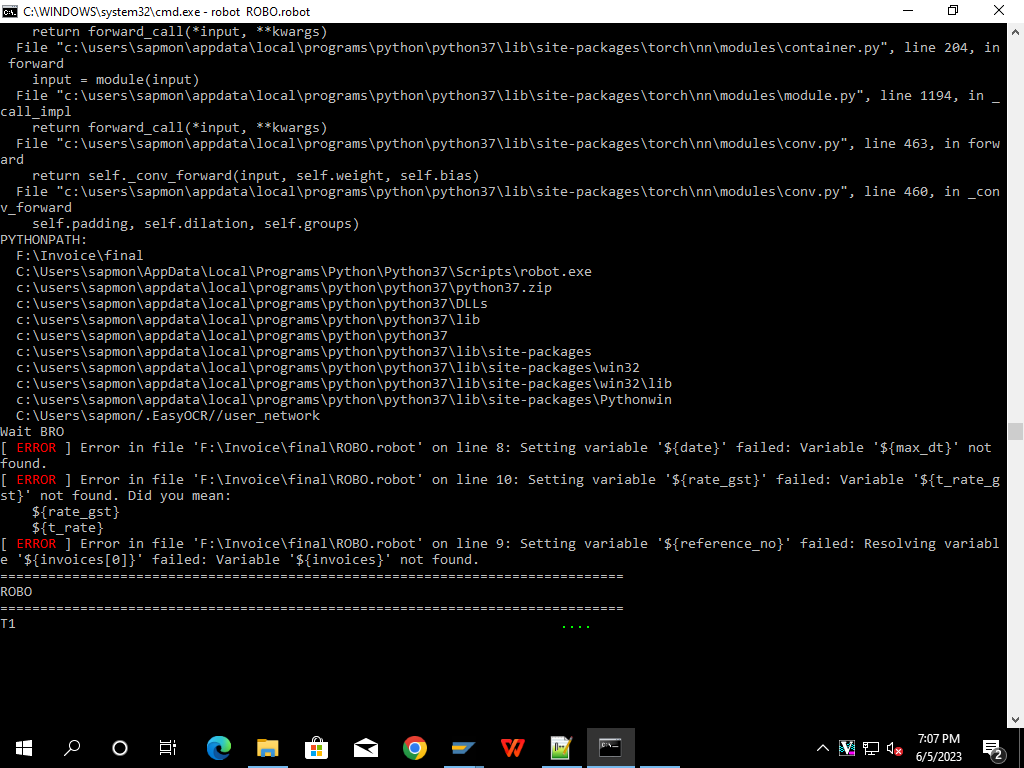 C:\WINDOWS\system32\cmd.exe - robot  ROBO.robot
    return forward_call(*input, **kwargs)
  File "c:\users\sapmon\appdata\local\programs\python\python37\lib\site-packages\torch\nn\modules\container.py", line 204, in
 forward
    input = module(input)
  File "c:\users\sapmon\appdata\local\programs\python\python37\lib\site-packages\torch\nn\modules\module.py", line 1194, in _
call_impl
    return forward_call(*input, **kwargs)
  File "c:\users\sapmon\appdata\local\programs\python\python37\lib\site-packages\torch\nn\modules\conv.py", line 463, in forw
ard
    return self._conv_forward(input, self.weight, self.bias)
  File "c:\users\sapmon\appdata\local\programs\python\python37\lib\site-packages\torch\nn\modules\conv.py", line 460, in _con
v_forward
    self.padding, self.dilation, self.groups)
PYTHONPATH:
  F:\Invoice\final
  C:\Users\sapmon\AppData\Local\Programs\Python\Python37\Scripts\robot.exe
  c:\users\sapmon\appdata\local\programs\python\python37\python37.zip
  c:\users\sapmon\appdata\local\programs\python\python37\DLLs
  c:\users\sapmon\appdata\local\programs\python\python37\lib
  c:\users\sapmon\appdata\local\programs\python\python37
  c:\users\sapmon\appdata\local\programs\python\python37\lib\site-packages
  c:\users\sapmon\appdata\local\programs\python\python37\lib\site-packages\win32
  c:\users\sapmon\appdata\local\programs\python\python37\lib\site-packages\win32\lib
  c:\users\sapmon\appdata\local\programs\python\python37\lib\site-packages\Pythonwin
  C:\Users\sapmon/.EasyOCR//user_network
Wait BRO
[ ERROR ] Error in file 'F:\Invoice\final\ROBO.robot' on line 8: Setting variable '${date}' failed: Variable '${max_dt}' not
found.
[ ERROR ] Error in file 'F:\Invoice\final\ROBO.robot' on line 10: Setting variable '${rate_gst}' failed: Variable '${t_rate_g
st}' not found. Did you mean:
    ${rate_gst}
    ${t_rate}
[ ERROR ] Error in file 'F:\Invoice\final\ROBO.robot' on line 9: Setting variable '${reference_no}' failed: Resolving variabl
e '${invoices[0]}' failed: Variable '${invoices}' not found.
==============================================================================
ROBO
==============================================================================
T1                                                                    ....
7:07 PM
6/5/2023
2